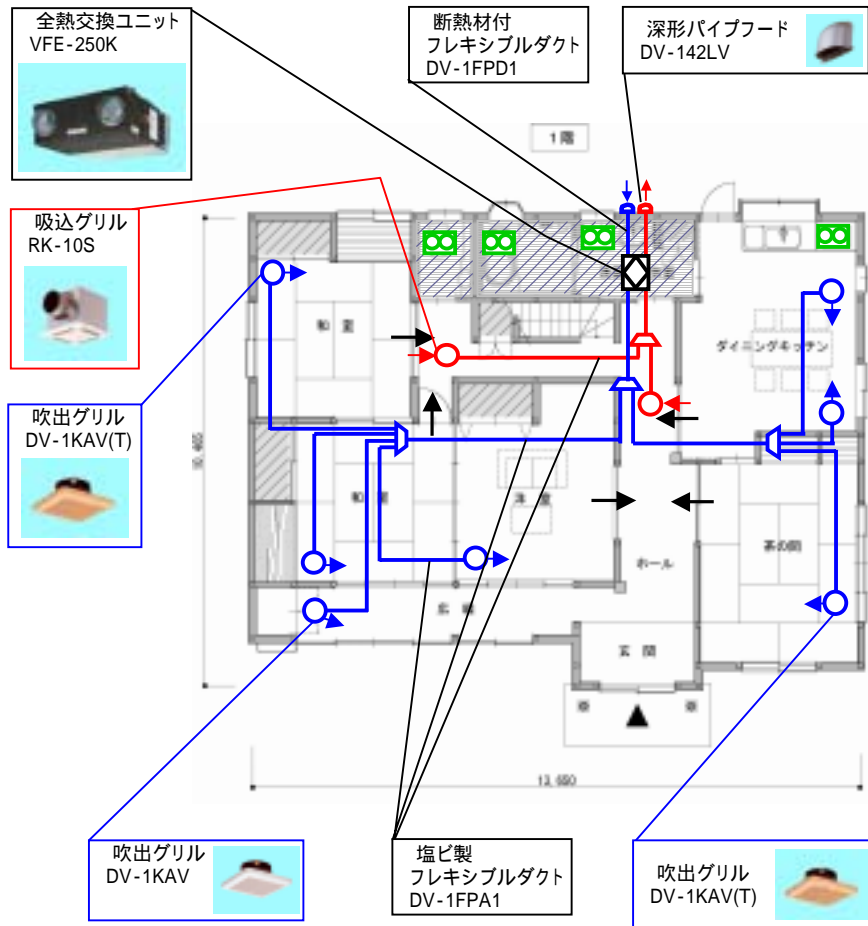 全熱交換ユニット
VFE-250K
断熱材付
フレキシブルダクト
DV-1FPD1
深形パイプフード
DV-142LV
1階
吸込グリル
RK-10S
和 室
ダイニングキッチン
吹出グリル
DV-1KAV(T)
和 室
洋 室
茶の間
ホール
広 縁
玄 関
13,650
吹出グリル
DV-1KAV
塩ビ製
フレキシブルダクト
DV-1FPA1
吹出グリル
DV-1KAV(T)